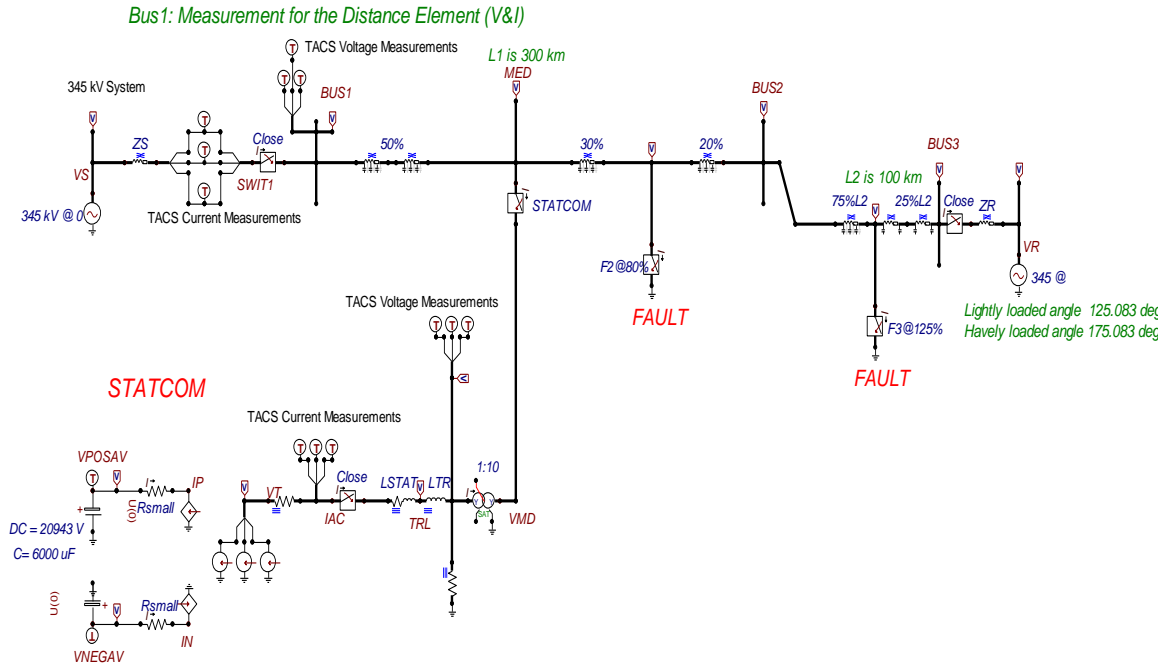 Bus1: Measurement for the Distance Element (V&I)
TACS Voltage Measurements
L1 is 300 km
MED
345 kV System
BUS1
BUS2
ZS
Close
50%
30%
20%
BUS3
VS
SWIT1
L2 is 100 km
STATCOM
75%L2
25%L2
Close
ZR
345 kV @ 0
TACS Current Measurements
VR
F2@80%
345 @
TACS Voltage Measurements
FAULT
Lightly loaded angle 125.083 deg
F3@125%
Havely loaded angle 175.083 deg
FAULT
STATCOM
TACS Current Measurements
VPOSAV
IP
1:10
Close
LSTAT
LTR
VT
U(0)
Rsmall
SAT
IAC
TRL
VMD
DC = 20943 V
C= 6000 uF
U(0)
Rsmall
IN
VNEGAV